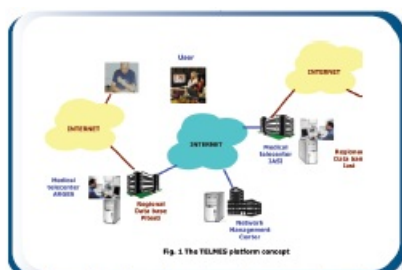 User
INTERNET
INTERNET
INTERNET
Medical
telecenter
IASI
Regional
Data ban
Iasi
Medical
telecenter
ARGES
Regional
Data base
Pitesti
Network
Management
Center
Fig. 1 The TELMES platform concept